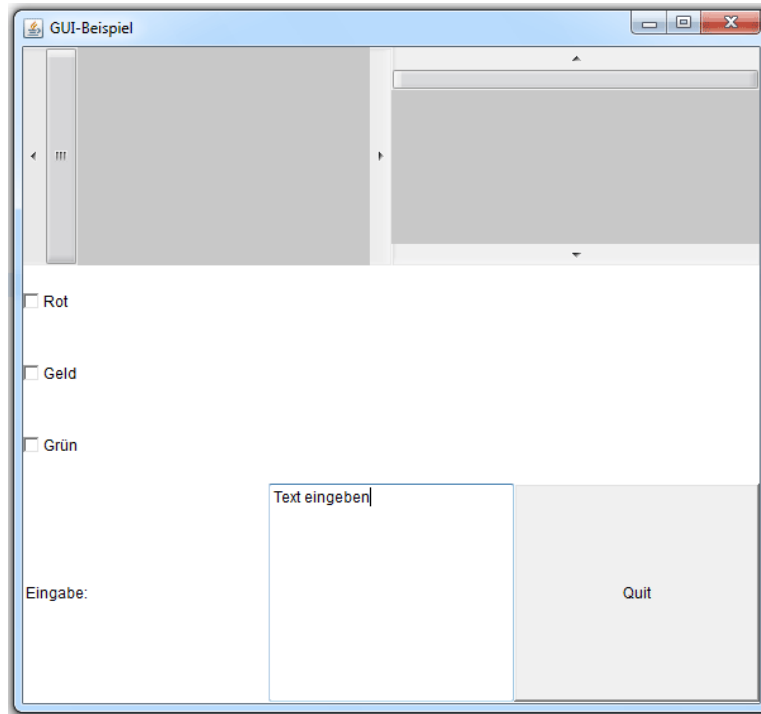 GUI-Beispiel
Rot
Geld
Grün
Text eingeben
Eingabe:
Quit